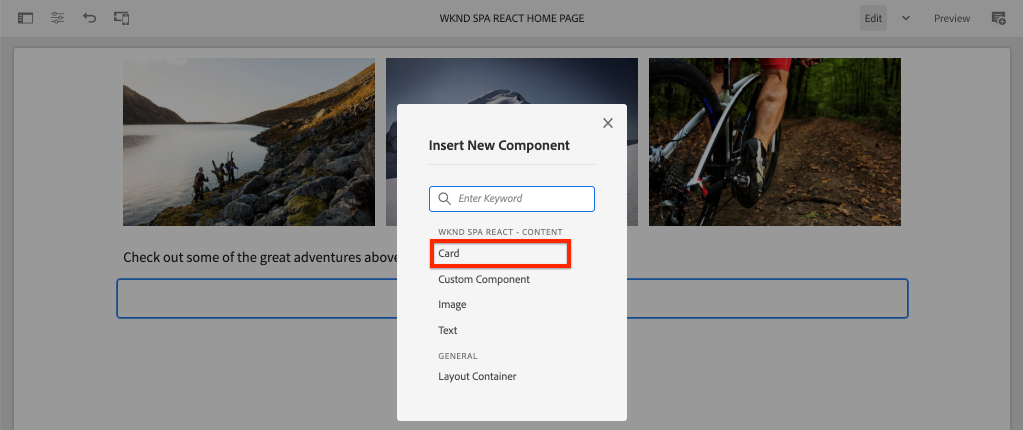 WKND SPA REACT HOME PAGE
Edit
Preview
Insert New Component
Enter Keyword
WKND SPA REACT - CONTENT
Card
Check out some of the great adventures above
Custom Component
Image
Text
GENERAL
Layout Container